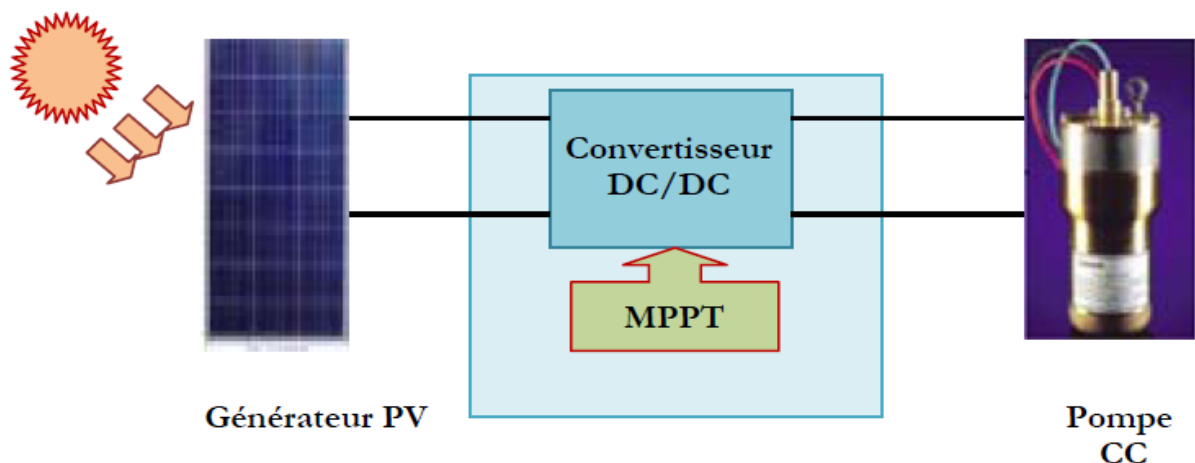 Convertisseur
DC/DC
MPPT
Générateur PV
Pompe
CC